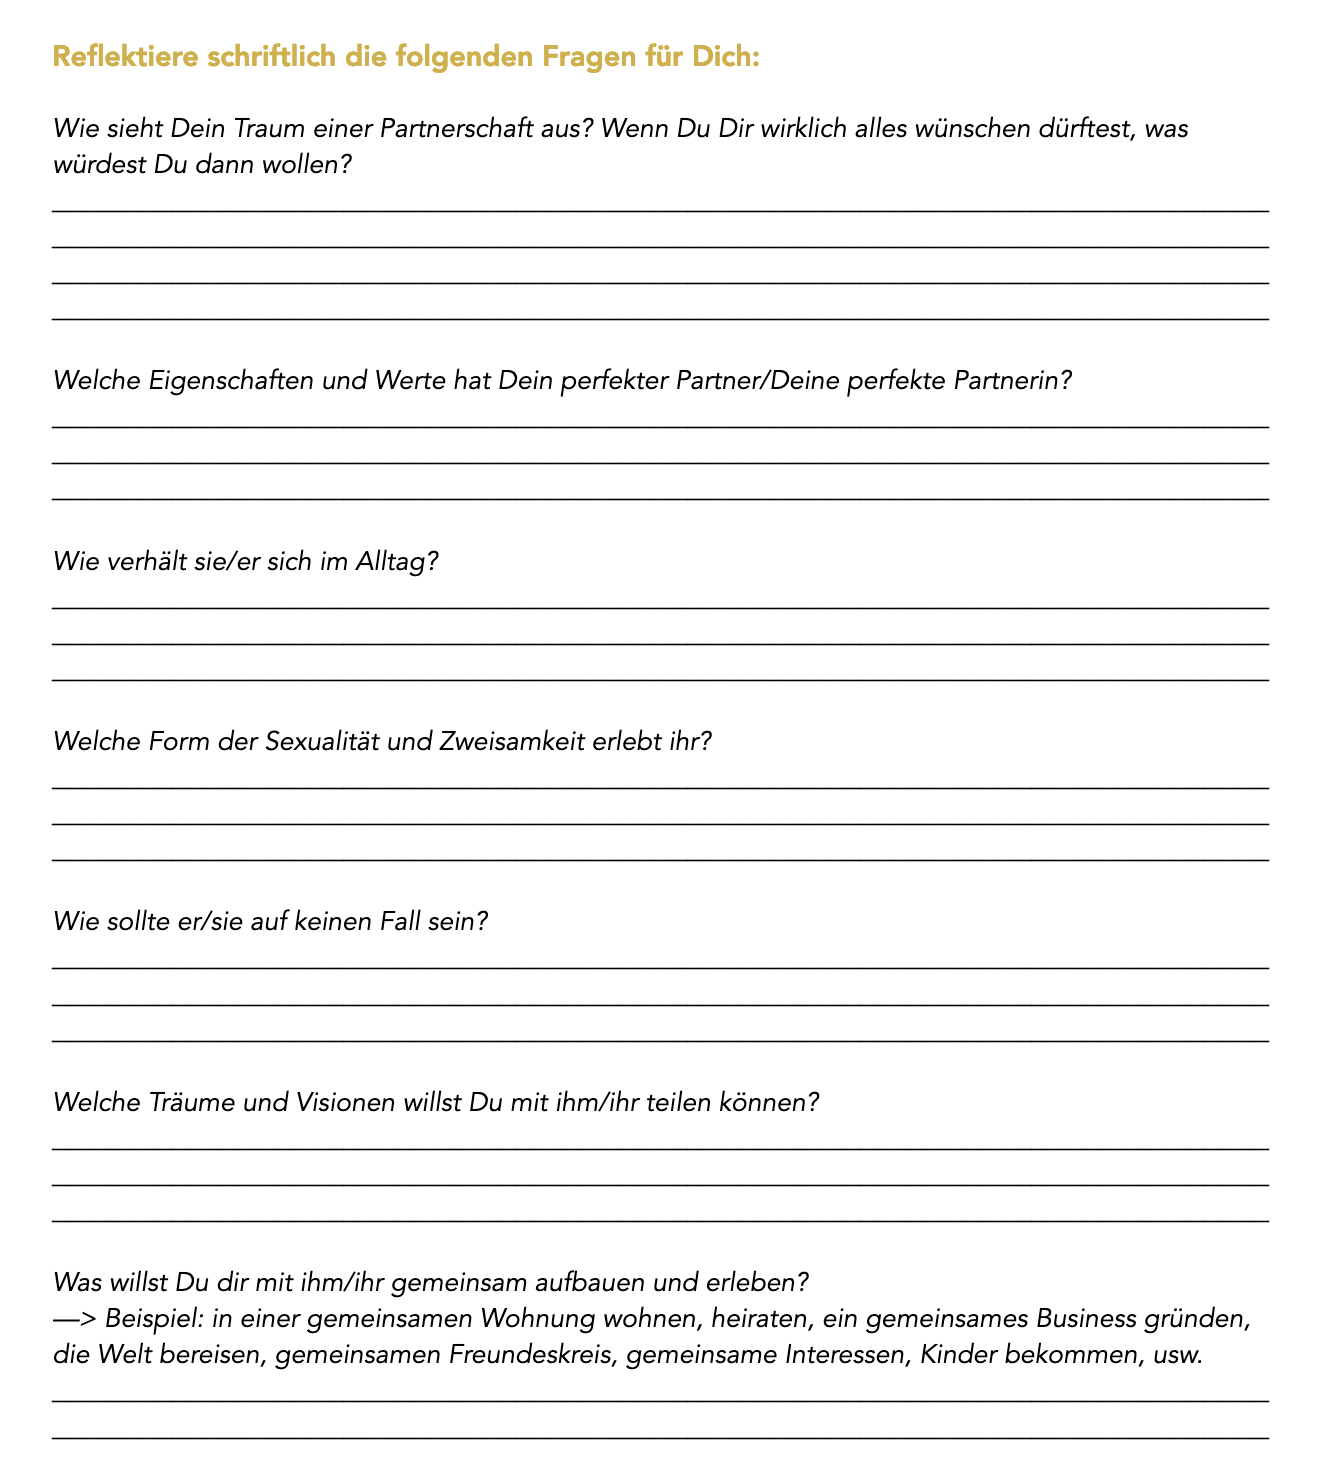 Reflektiere schriftlich die folgenden Fragen für Dich:
Wie sieht Dein Traum einer Partnerschaft aus? Wenn Du Dir wirklich alles wünschen dürftest, was
würdest Du dann wollen?
Welche Eigenschaften und Werte hat Dein perfekter Partner/Deine perfekte Partnerin?
Wie verhält sie/er sich im Alltag?
Welche Form der Sexualität und Zweisamkeit erlebt ihr?
Wie sollte er/sie auf keinen Fall sein?
Welche Träume und Visionen willst Du mit ihm/ihr teilen können?
Was willst Du dir mit ihm/ihr gemeinsam aufbauen und erleben?
—> Beispiel: in einer gemeinsamen Wohnung wohnen, heiraten, ein gemeinsames Business gründen,
die Welt bereisen, gemeinsamen Freundeskreis, gemeinsame Interessen, Kinder bekommen, usw.